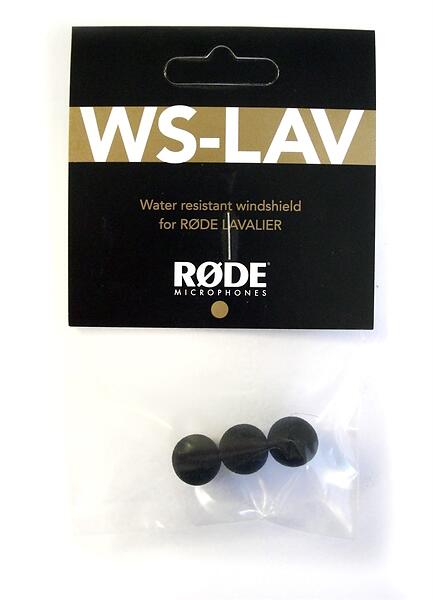 WS-LAV
Water resistant windshield
for RØDE LAVALIER
RØDE®
MICROPHONES